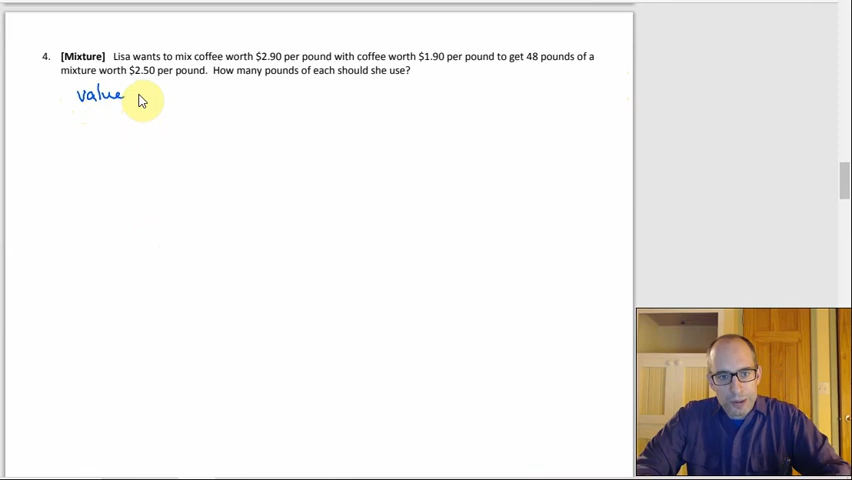 4. [Mixture] Lisa wants to mix coffee worth $2.90 per pound with coffee worth $1.90 per pound to get 48 pounds of a
mixture worth $2.50 per pound. How many pounds of each should she use?
value